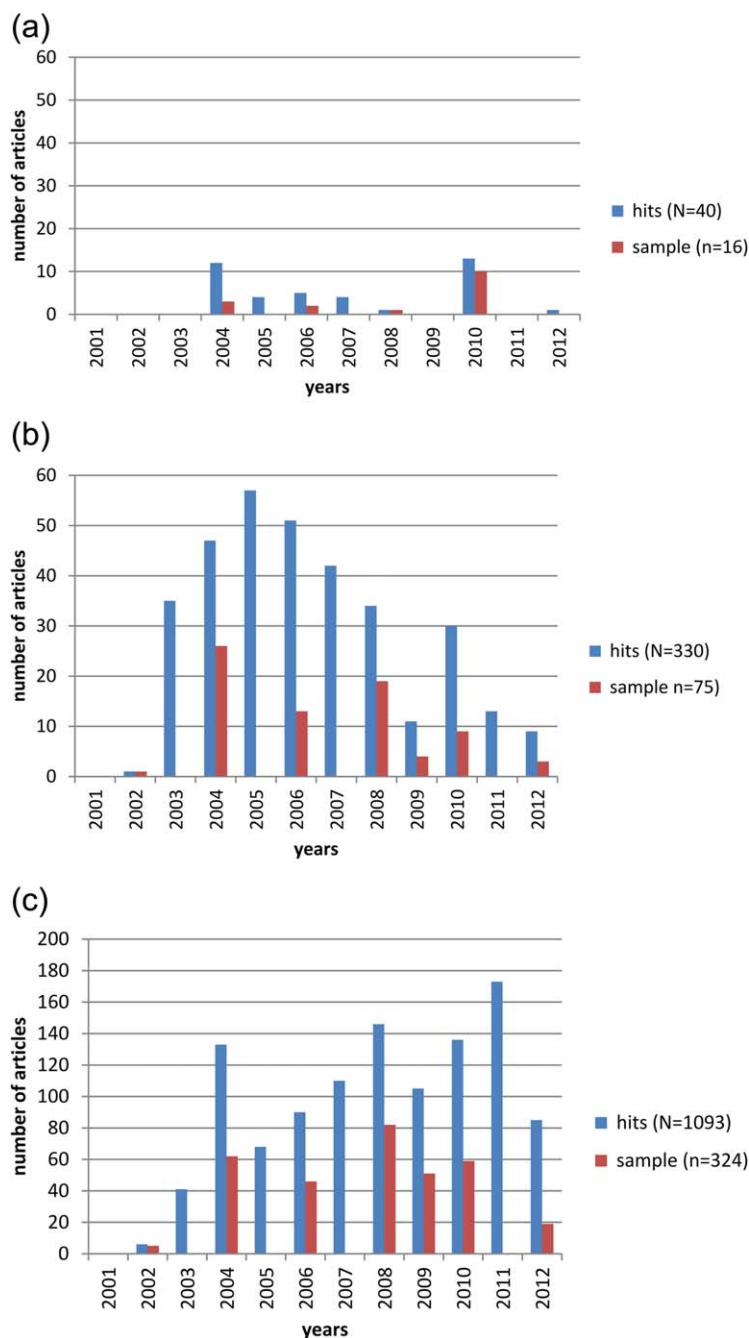 (a)
60
50
40
30
20
10
0
number of articles
2001 2002 2003 2004 2005 2006 2007 2008 2009 2010 2011 2012
years
hits (N=40)
sample (n=16)
(b)
60
50
40
30
20
10
0
number of articles
2001 2002 2003 2004 2005 2006 2007 2008 2009 2010 2011 2012
years
hits (N=330)
sample n=75)
(c)
200
180
160
140
120
100
80
60
40
20
0
number of articles
2001 2002 2003 2004 2005 2006 2007 2008 2009 2010 2011 2012
years
hits (N=1093)
sample (n=324)